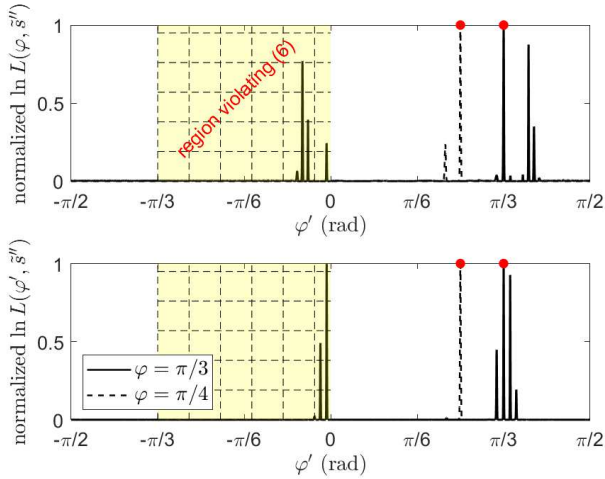 normalized ln L(φ, s̃″)
1
0.5
0
region violating (6)
-π/2 -π/3 -π/6 0 π/6 π/3 π/2
φ′ (rad)
normalized ln L(φ′, s̃″)
1
0.5
0
φ = π/3
φ = π/4
-π/2 -π/3 -π/6 0 π/6 π/3 π/2
φ′ (rad)